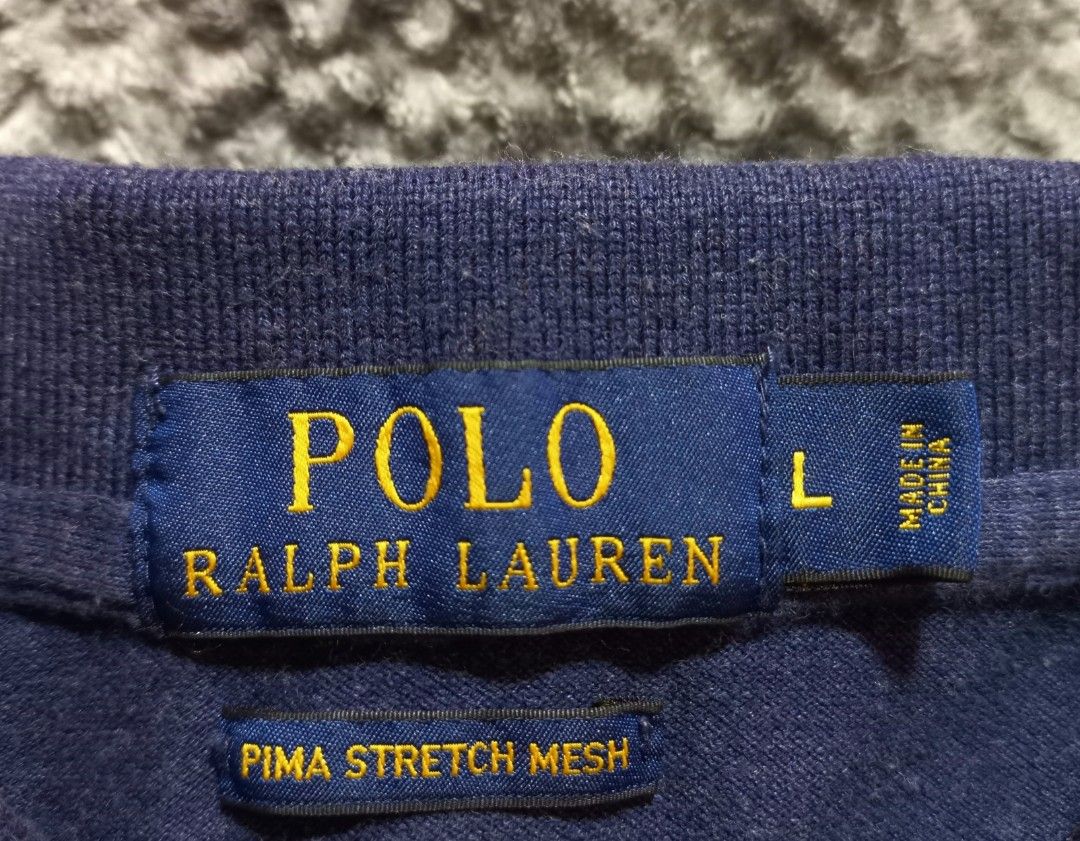 POLO
RALPH LAUREN
L
MADE IN
CHINA
PIMA STRETCH MESH